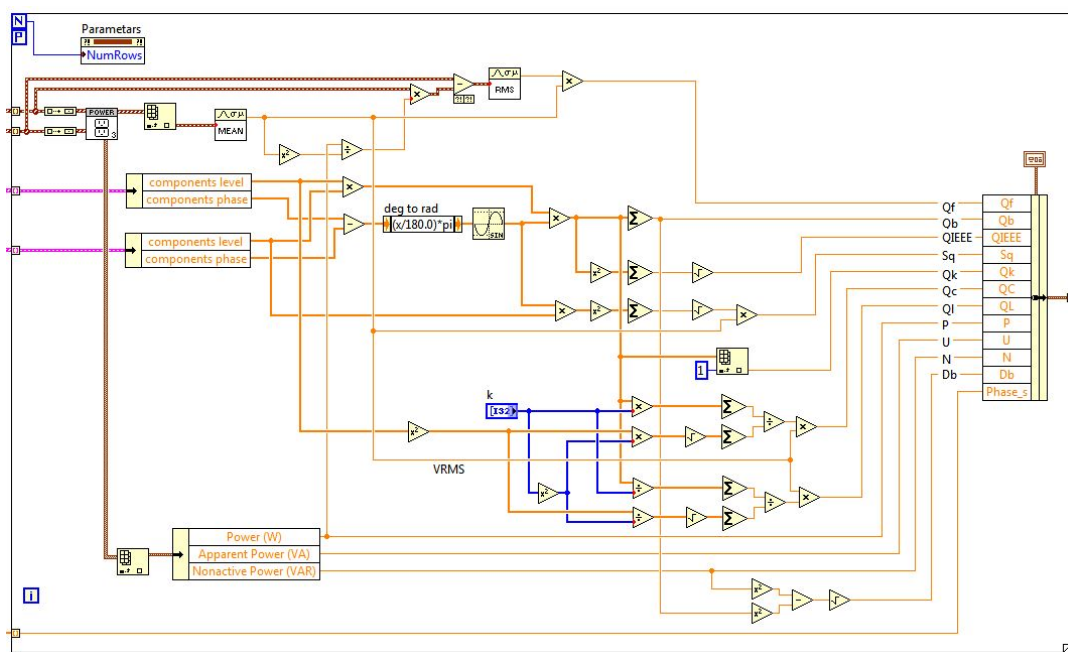 N
P
Parametars
NumRows
POWER
3
MEAN
RMS
components level
components phase
components level
components phase
deg to rad
(x/180.0)*pi
SIN
Qf
Qb
QIEEE
Sq
Qk
Qc
Ql
P
U
N
Db
Qf
Qb
QIEEE
Sq
Qk
QC
QL
P
U
N
Db
Phase_s
1
k
[I32]
VRMS
Power (W)
Apparent Power (VA)
Nonactive Power (VAR)
i